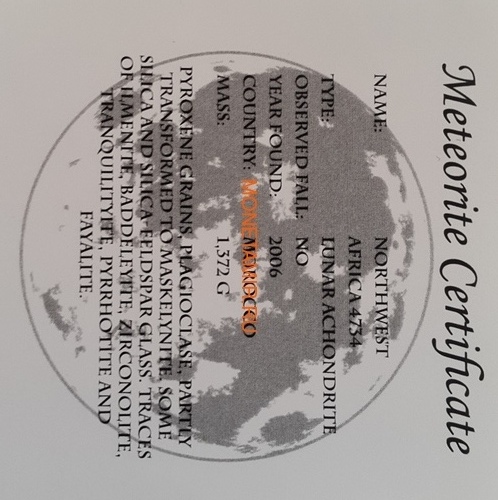 Meteorite Certificate
NAME: NORTHWEST
AFRICA 4734
TYPE: LUNAR ACHONDRITE
OBSERVED FALL: NO
YEAR FOUND: 2006
COUNTRY: MOROCCO
MASS: 1,372 G
PYROXENE GRAINS, PLAGIOCLASE, PARTLY
TRANSFORMED TO MASKELYNITE, SOME
SILICA AND SILICA-FELDSPAR GLASS. TRACES
OF ILMENITE, BADDELEYITE, ZIRCONOLITE,
TRANQUILITYITE, PYRRHOTITE AND
FAYALITE.